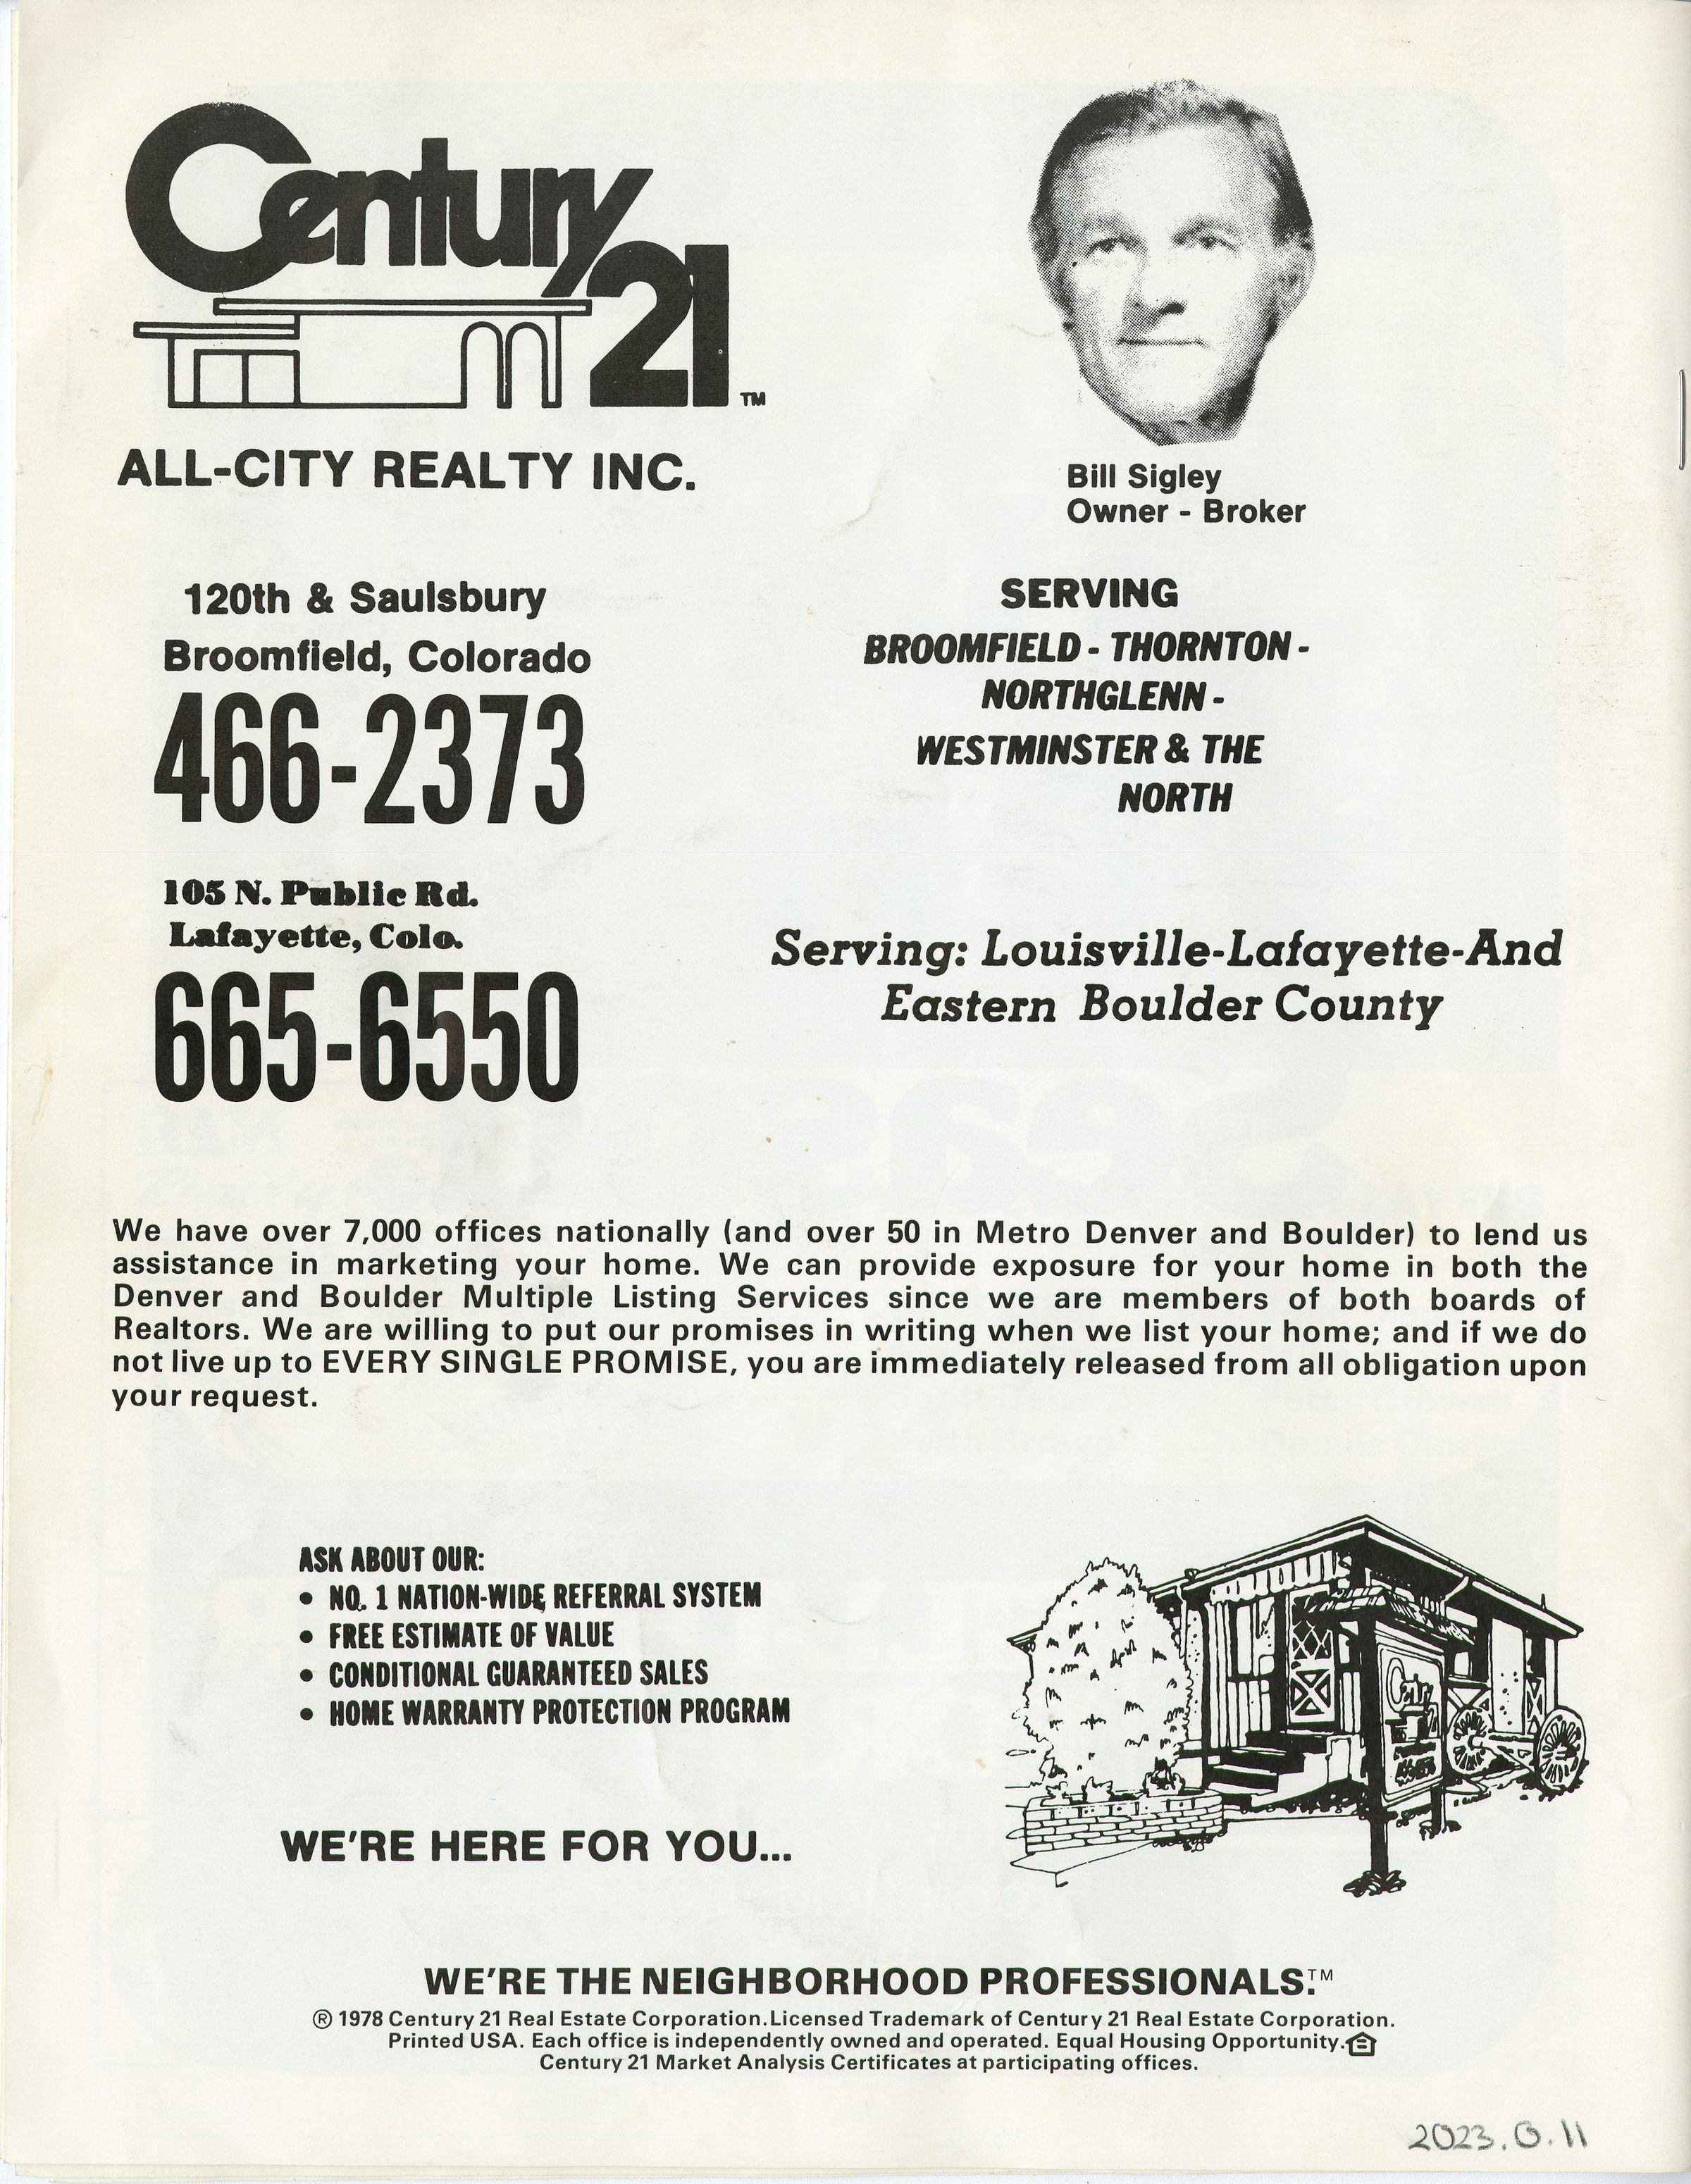 Century 21 TM
ALL-CITY REALTY INC.
Bill Sigley
Owner - Broker
120th & Saulsbury
Broomfield, Colorado
466-2373
SERVING
BROOMFIELD - THORNTON -
NORTHGLENN -
WESTMINSTER & THE
NORTH
105 N. Public Rd.
Lafayette, Colo.
665-6550
Serving: Louisville-Lafayette-And
Eastern Boulder County
We have over 7,000 offices nationally (and over 50 in Metro Denver and Boulder) to lend us
assistance in marketing your home. We can provide exposure for your home in both the
Denver and Boulder Multiple Listing Services since we are members of both boards of
Realtors. We are willing to put our promises in writing when we list your home; and if we do
not live up to EVERY SINGLE PROMISE, you are immediately released from all obligation upon
your request.
ASK ABOUT OUR:
• NO. 1 NATION-WIDE REFERRAL SYSTEM
• FREE ESTIMATE OF VALUE
• CONDITIONAL GUARANTEED SALES
• HOME WARRANTY PROTECTION PROGRAM
WE'RE HERE FOR YOU...
WE'RE THE NEIGHBORHOOD PROFESSIONALS.™
® 1978 Century 21 Real Estate Corporation. Licensed Trademark of Century 21 Real Estate Corporation.
Printed USA. Each office is independently owned and operated. Equal Housing Opportunity.
Century 21 Market Analysis Certificates at participating offices.
2023.0.11